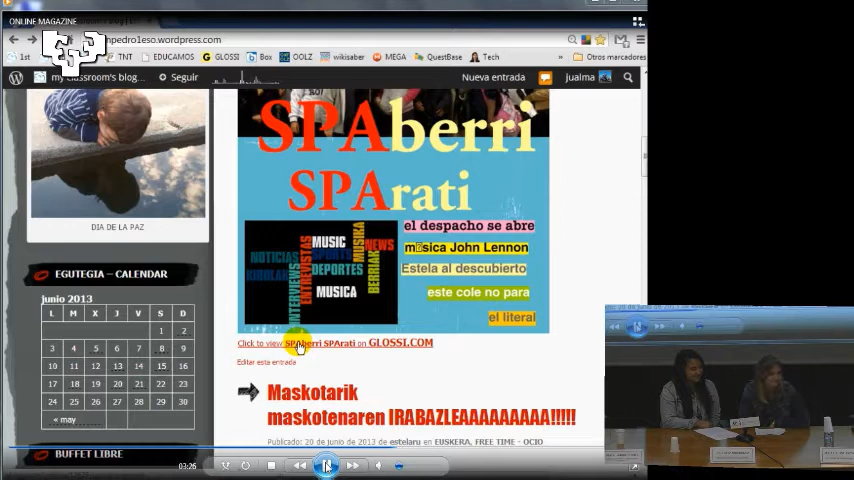 ONLINE MAGAZINE
npedro1eso.wordpress.com
1st
TNT
EDUCAMOS
GLOSSI
Box
OOLZ
wikisaber
MEGA
QuestBase
Tech
Otros marcadores
my classroom's blog...
Seguir
Nueva entrada
jualma
SPAberri
SPArati
el despacho se abre
música John Lennon
Estela al descubierto
este cole no para
el literal
NOTICIAS
KIROLAK
INTERVIEWS
ENTREVISTAS
MUSIC
SPORTS
DEPORTES
MUSICA
MUSIKA
BERRIAK
NEWS
DIA DE LA PAZ
EGUTEGIA – CALENDAR
junio 2013
L M X J V S D
1 2
3 4 5 6 7 8 9
10 11 12 13 14 15 16
17 18 19 20 21 22 23
24 25 26 27 28 29 30
« may
BUFFET LIBRE
Click to view SPAberri SPArati on GLOSSI.COM
Editar esta entrada
Maskotarik
maskotenaren IRABAZLEAAAAAAAAA!!!!!
Publicado: 20 de junio de 2013 de estelaru en EUSKERA, FREE TIME - OCIO
03:26